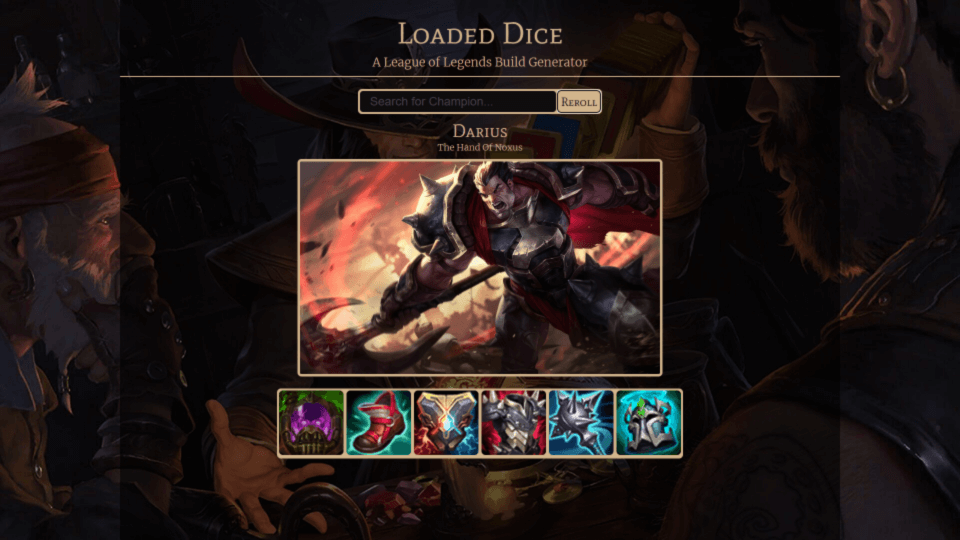 Loaded Dice
A League of Legends Build Generator
Search for Champion...
Reroll
Darius
The Hand Of Noxus